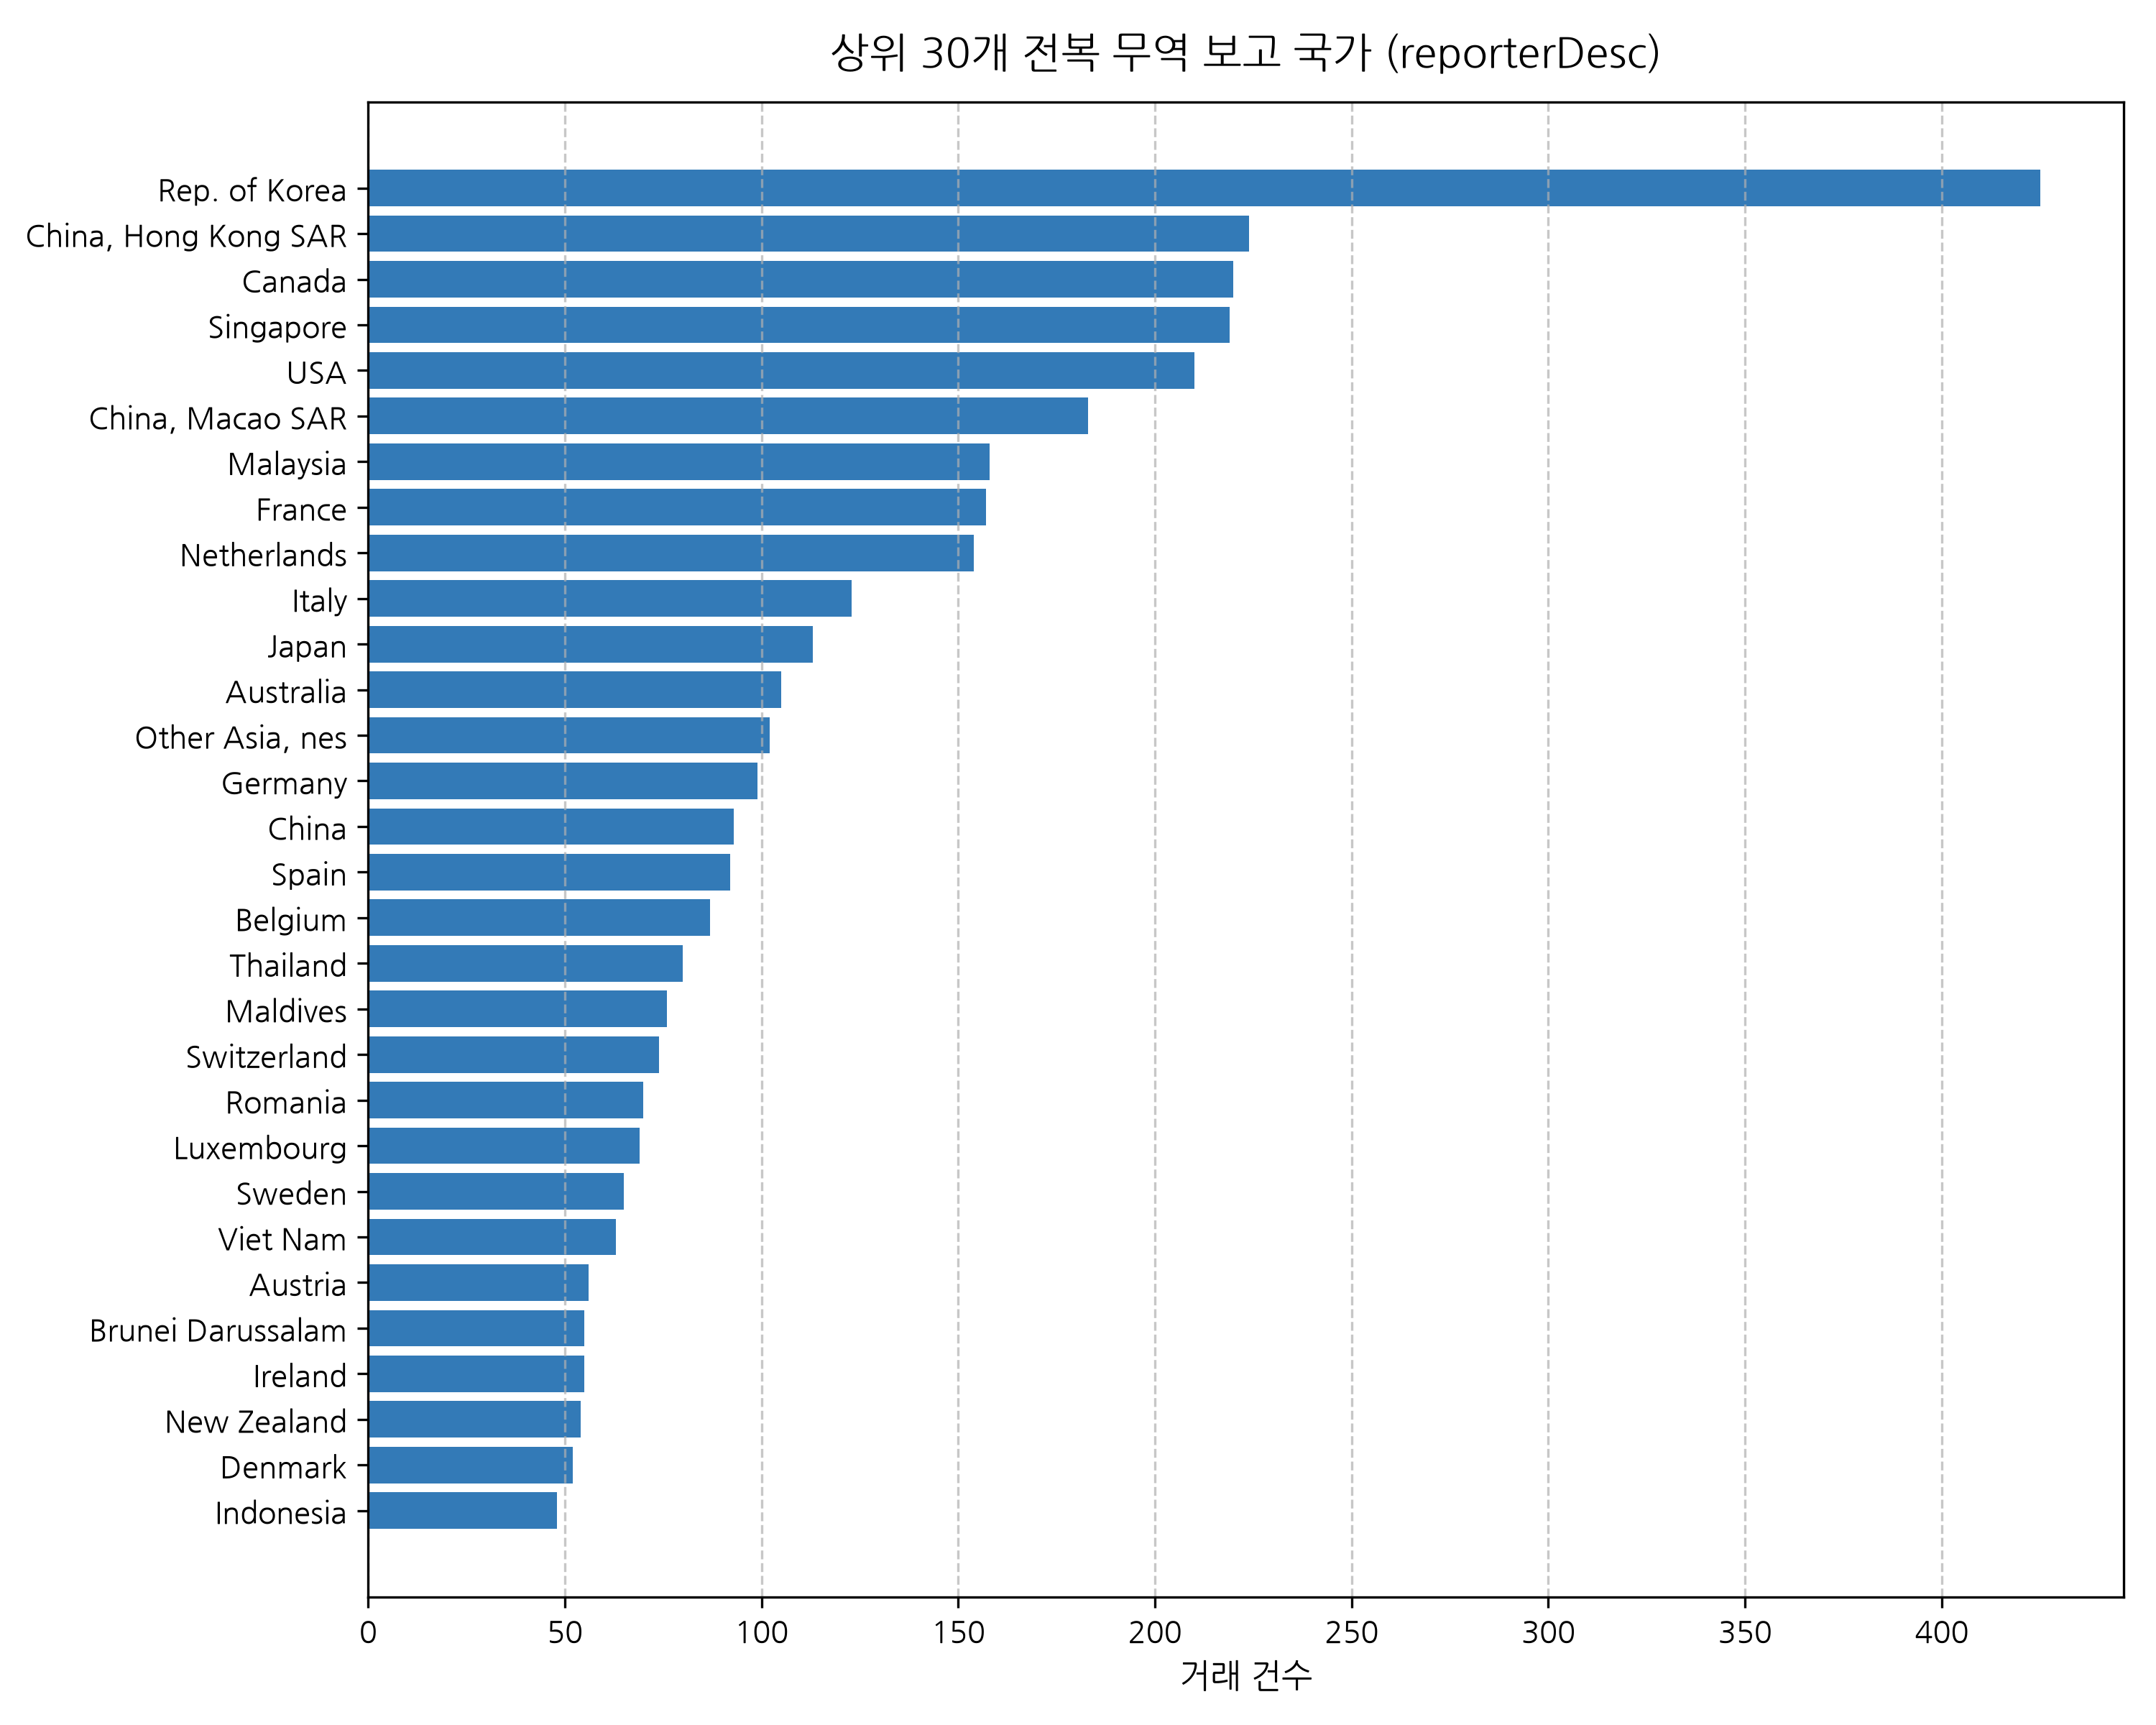 상위 30개 전복 무역 보고 국가 (reporterDesc)
Rep. of Korea
China, Hong Kong SAR
Canada
Singapore
USA
China, Macao SAR
Malaysia
France
Netherlands
Italy
Japan
Australia
Other Asia, nes
Germany
China
Spain
Belgium
Thailand
Maldives
Switzerland
Romania
Luxembourg
Sweden
Viet Nam
Austria
Brunei Darussalam
Ireland
New Zealand
Denmark
Indonesia
0 50 100 150 200 250 300 350 400
거래 건수